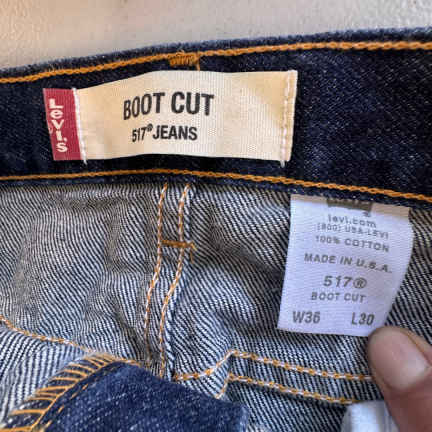 Levi's
BOOT CUT
517® JEANS
levi.com
(800) USA-LEVI
100% COTTON
MADE IN U.S.A.
517®
BOOT CUT
W36 L30